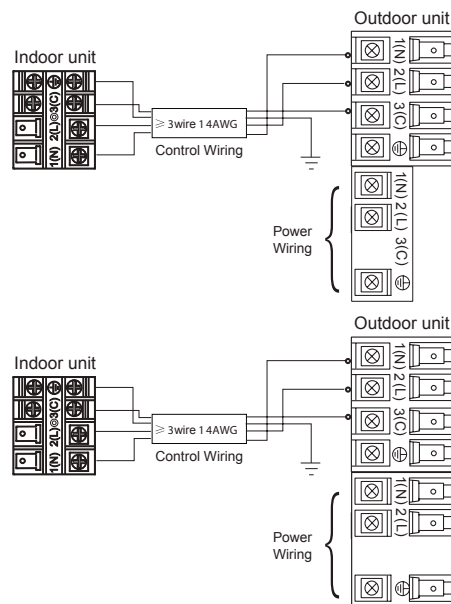 Outdoor unit
Indoor unit
1(N) 2(L) 3(C)
1(N) 2(L) 3(C)
≥ 3wire 14AWG
Control Wiring
1(N) 2(L) 3(C)
Power
Wiring
Outdoor unit
Indoor unit
1(N) 2(L) 3(C)
1(N) 2(L) 3(C)
≥ 3wire 14AWG
Control Wiring
1(N) 2(L)
Power
Wiring